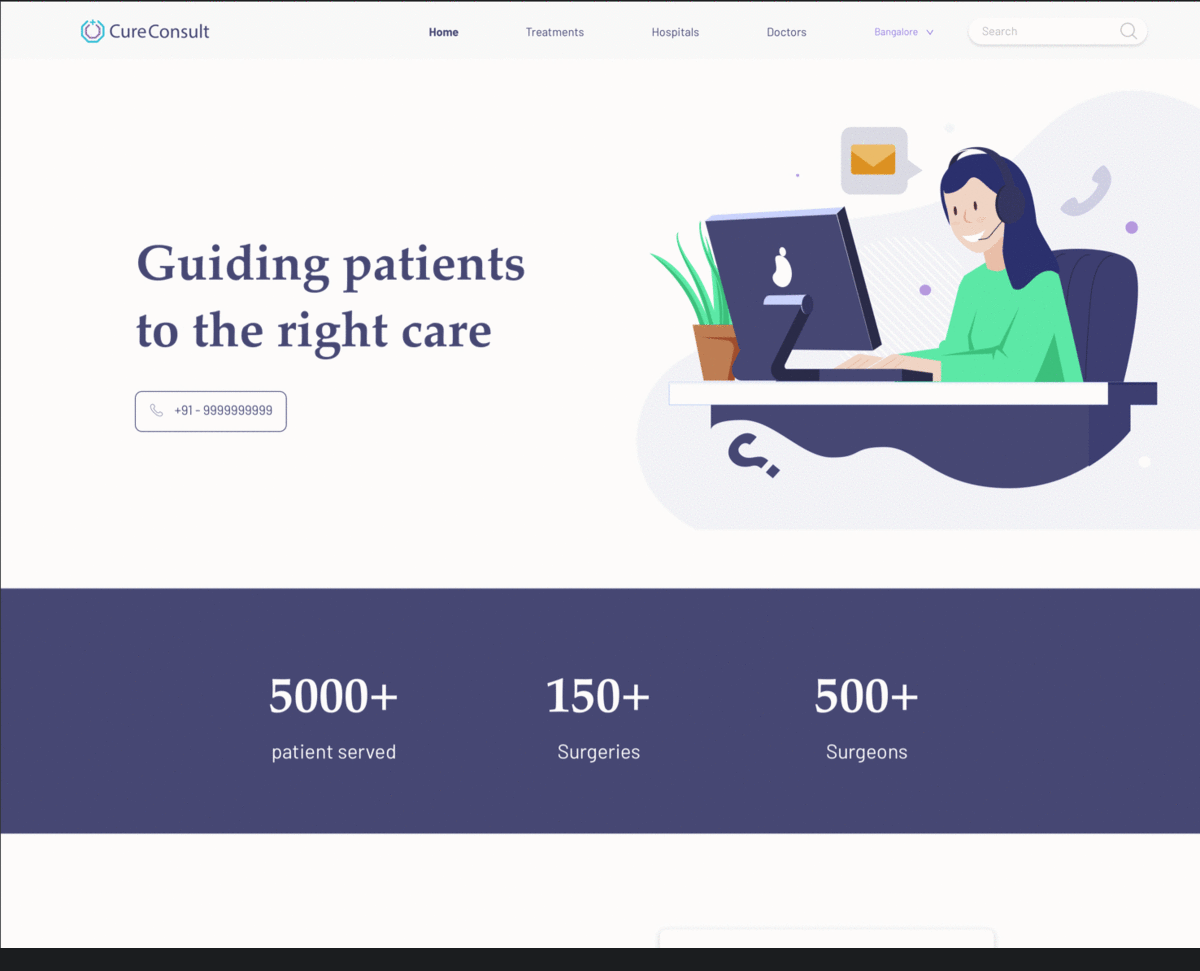 CureConsult
Home
Treatments
Hospitals
Doctors
Bangalore
Search
Guiding patients
to the right care
+91 - 9999999999
5000+
150+
500+
patient served
Surgeries
Surgeons